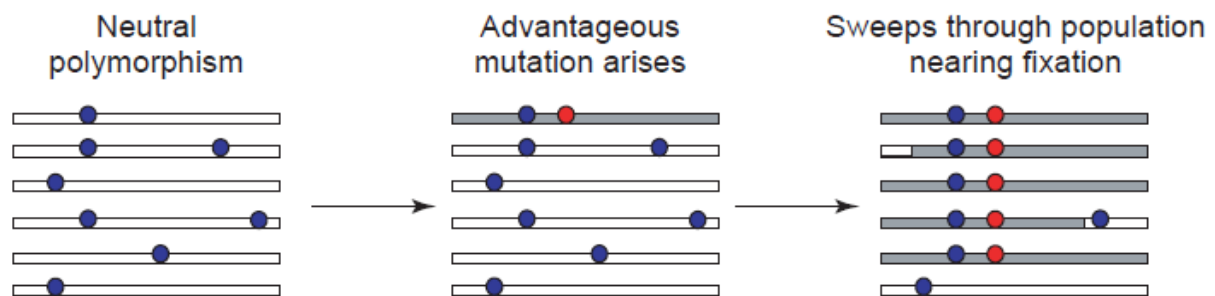 Neutral
polymorphism
Advantageous
mutation arises
Sweeps through population
nearing fixation